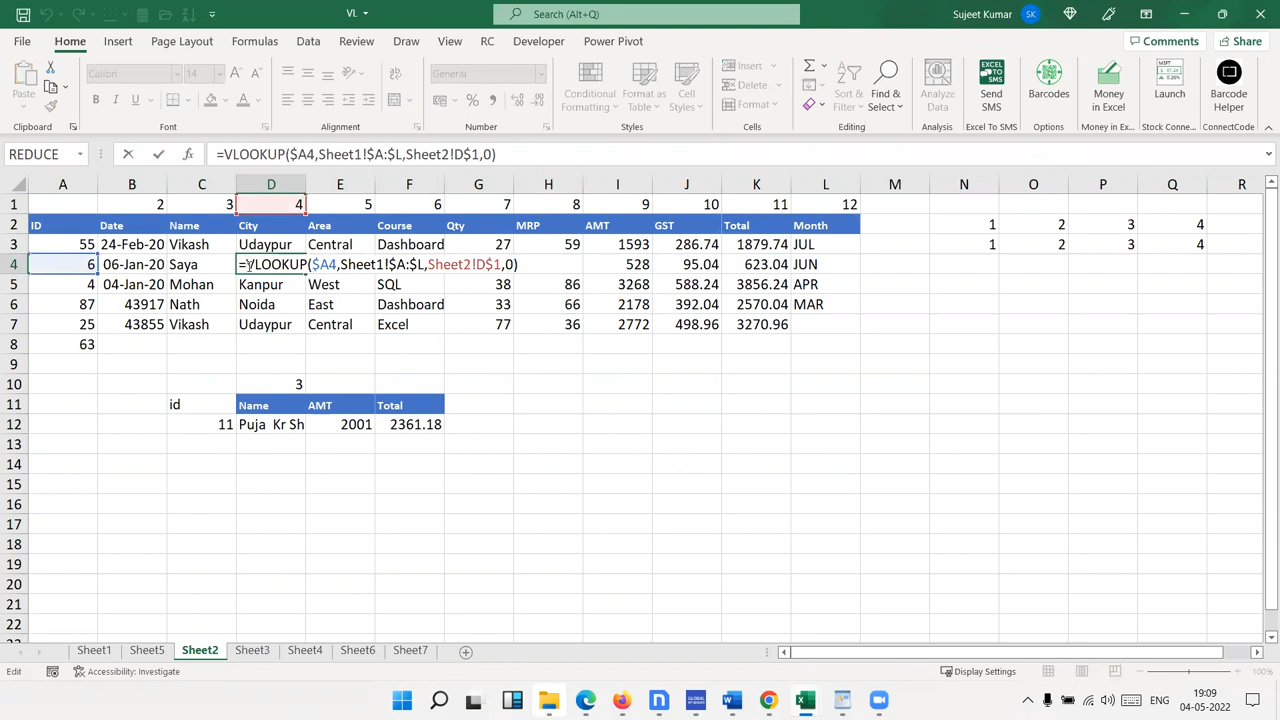 VL
Search (Alt+Q)
Sujeet Kumar SK
File Home Insert Page Layout Formulas Data Review Draw View RC Developer Power Pivot Comments Share
Paste Calibri 14 General Conditional Formatting Format as Table Cell Styles Insert Delete Format Sort & Filter Find & Select Analyze Data Send SMS Barcodes Money in Excel Launch Barcode Helper
Clipboard Font Alignment Number Styles Cells Editing Analysis Excel To SMS Options Money in Ex... Stock Conne... ConnectCode
REDUCE =VLOOKUP($A4,Sheet1!$A:$L,Sheet2!D$1,0)
A B C D E F G H I J K L M N O P Q R
1 2 3 4 5 6 7 8 9 10 11 12
2 ID Date Name City Area Course Qty MRP AMT GST Total Month 1 2 3 4
3 55 24-Feb-20 Vikash Udaypur Central Dashboard 27 59 1593 286.74 1879.74 JUL 1 2 3 4
4 6 06-Jan-20 Saya =VLOOKUP($A4,Sheet1!$A:$L,Sheet2!D$1,0) 528 95.04 623.04 JUN
5 4 04-Jan-20 Mohan Kanpur West SQL 38 86 3268 588.24 3856.24 APR
6 87 43917 Nath Noida East Dashboard 33 66 2178 392.04 2570.04 MAR
7 25 43855 Vikash Udaypur Central Excel 77 36 2772 498.96 3270.96
8 63
9
10 3
11 id Name AMT Total
12 11 Puja Kr Sh 2001 2361.18
13
14
15
16
17
18
19
20
21
22
Sheet1 Sheet5 Sheet2 Sheet3 Sheet4 Sheet6 Sheet7
Edit Accessibility: Investigate Display Settings 100%
ENG 19:09
04-05-2022